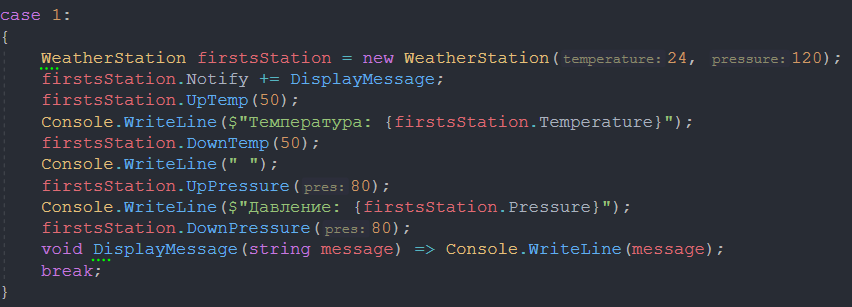 case 1:
{
WeatherStation firstsStation = new WeatherStation(temperature: 24, pressure: 120);
firstsStation.Notify += DisplayMessage;
firstsStation.UpTemp(50);
Console.WriteLine($"Температура: {firstsStation.Temperature}");
firstsStation.DownTemp(50);
Console.WriteLine(" ");
firstsStation.UpPressure(pres: 80);
Console.WriteLine($"Давление: {firstsStation.Pressure}");
firstsStation.DownPressure(pres: 80);
void DisplayMessage(string message) => Console.WriteLine(message);
break;
}